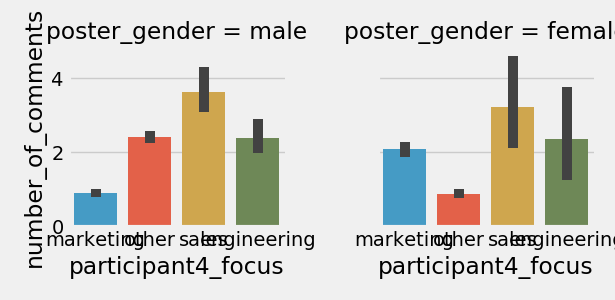 poster_gender = male
poster_gender = femal
number_of_comments
4
2
0
marketing other sales engineering
marketing other sales engineering
participant4_focus
participant4_focus